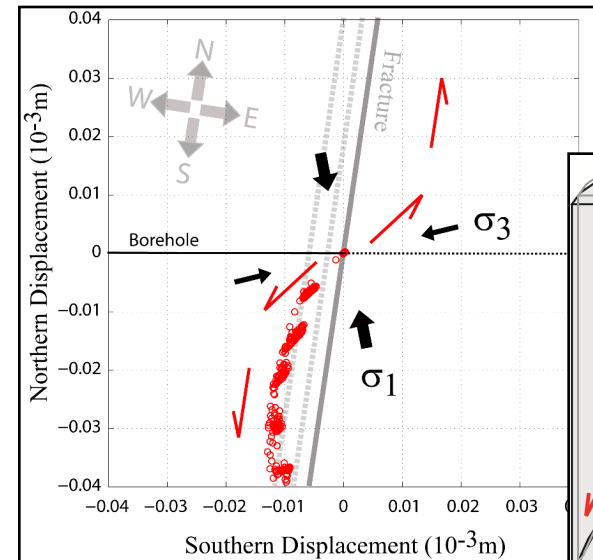 0.04
0.03
0.02
0.01
0
−0.01
−0.02
−0.03
−0.04
Northern Displacement (10-3m)
N
W
E
S
Fracture
Borehole
σ3
σ1
−0.04 −0.03 −0.02 −0.01 0 0.01 0.02 0.03
Southern Displacement (10-3m)